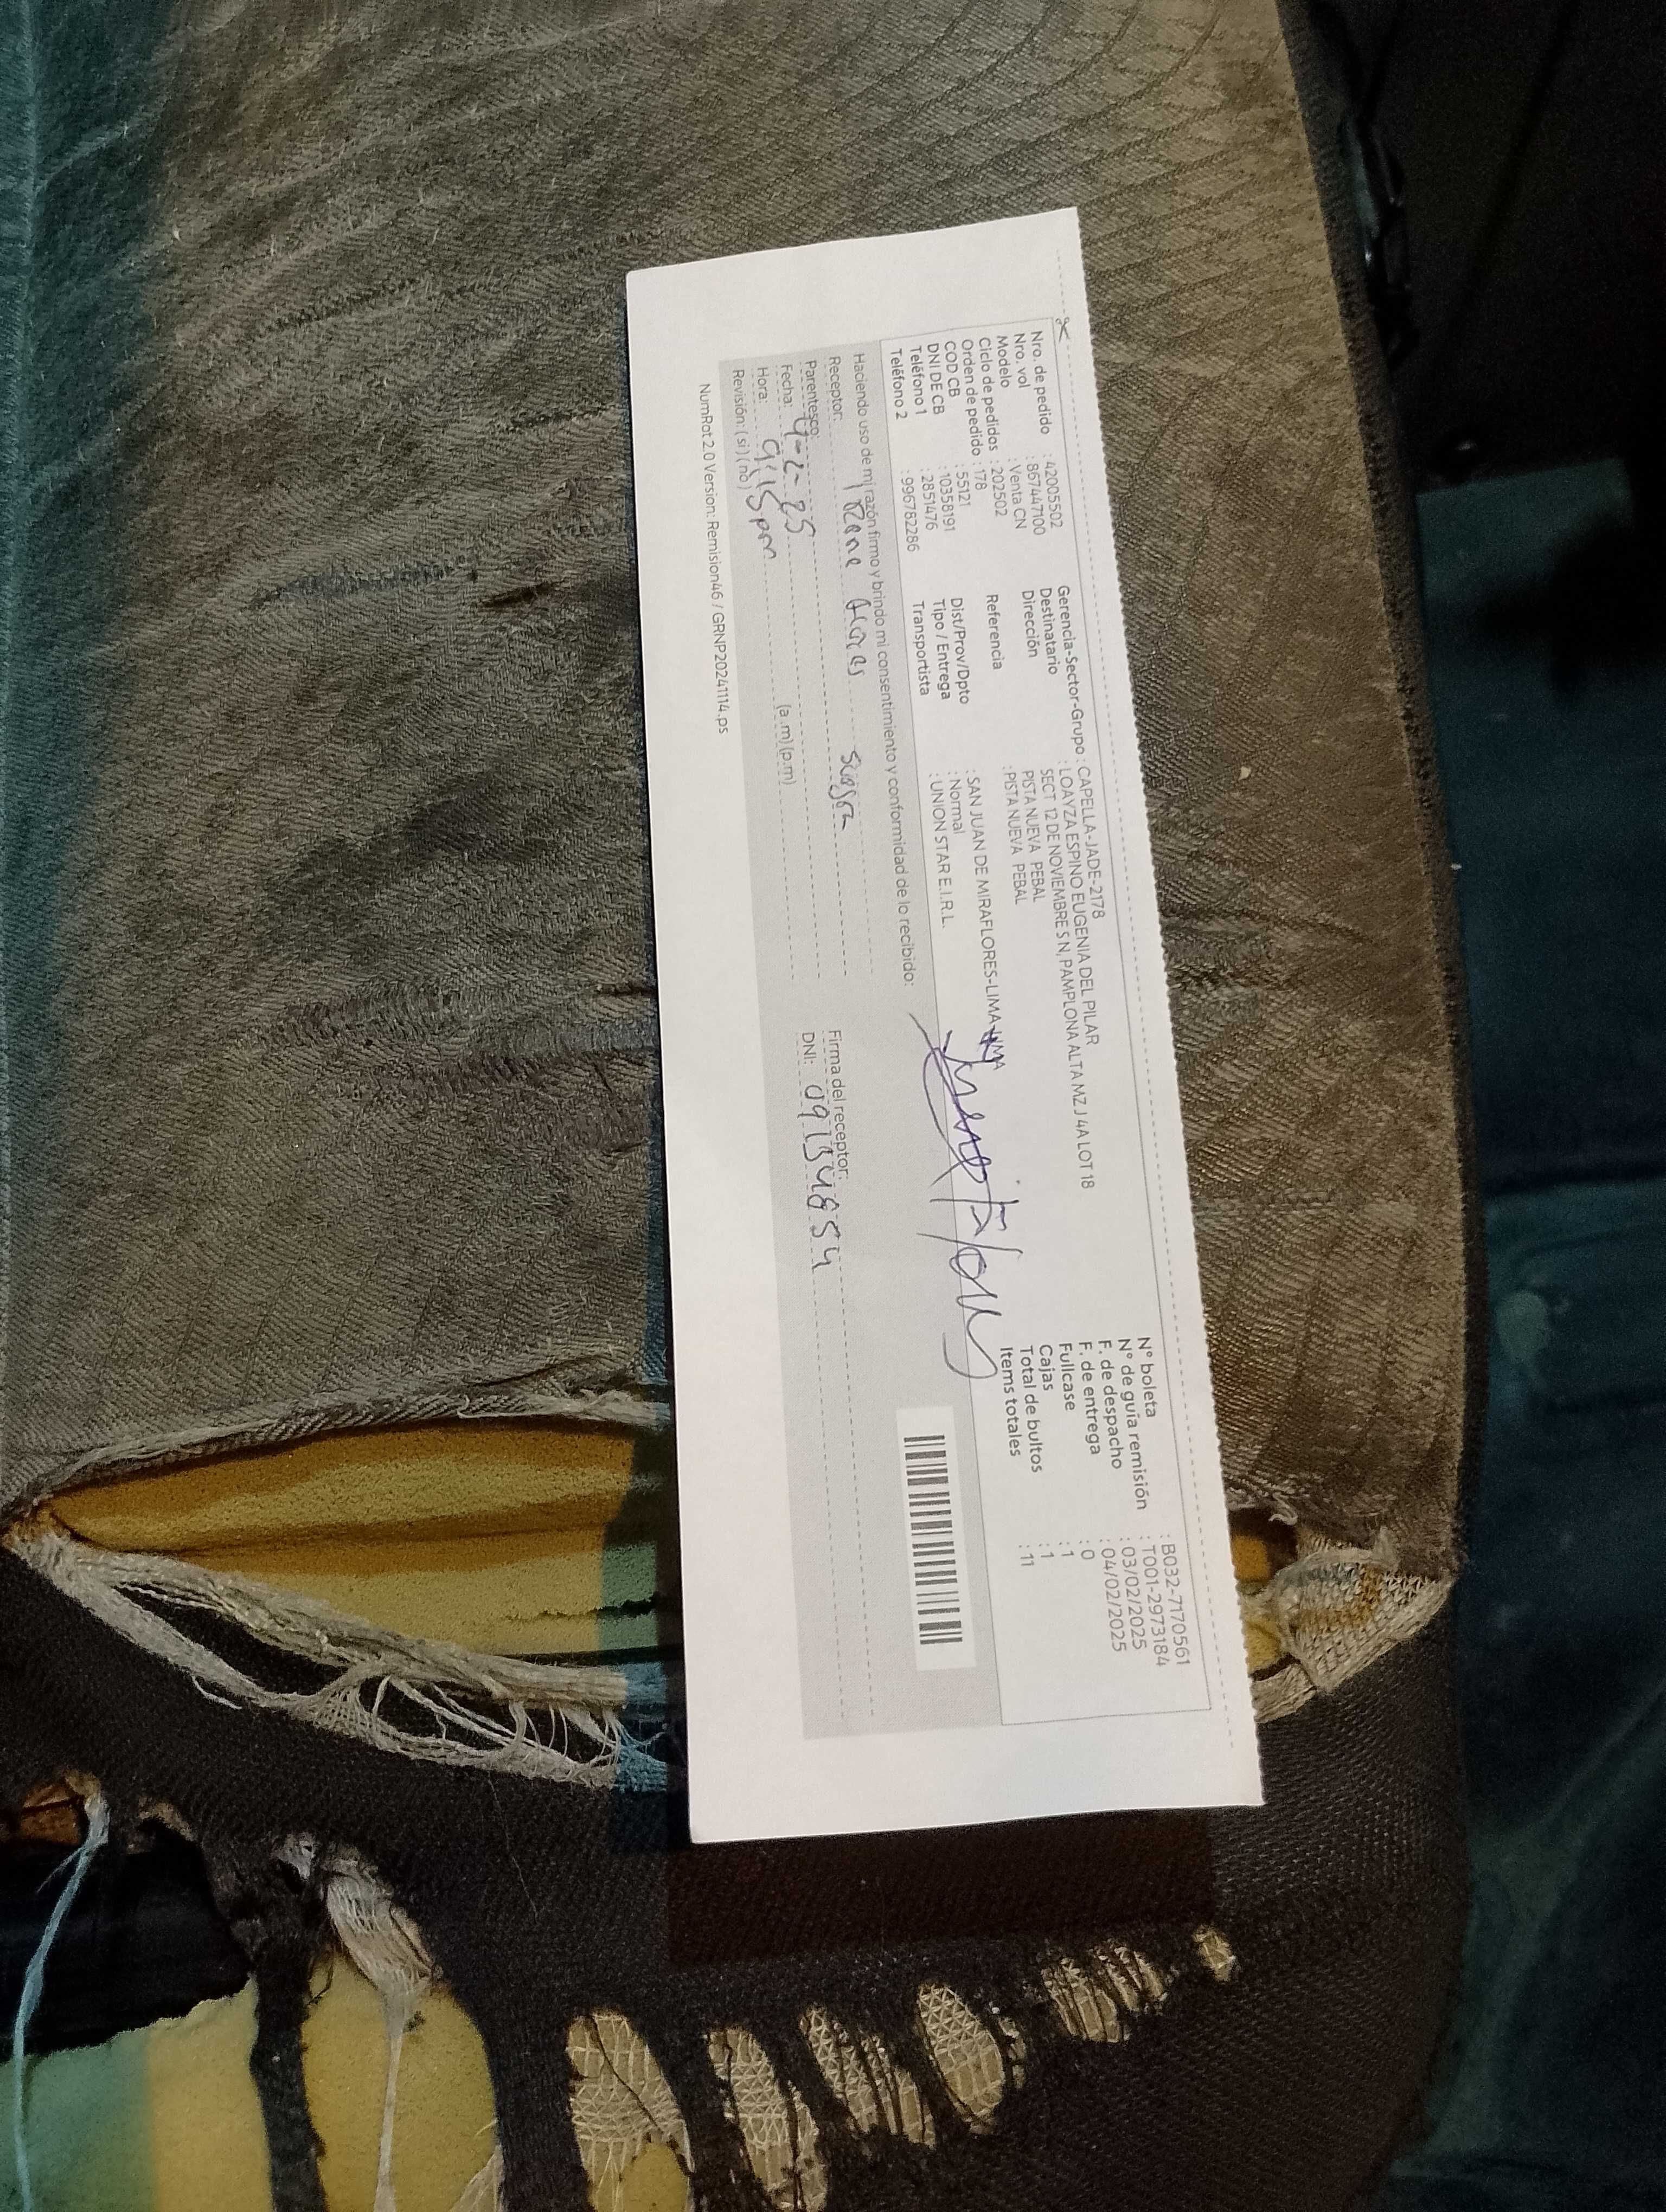 Nro. de pedido : 42005502
Nro. vol : 867447100
Modelo : Venta CN
Ciclo de pedidos : 202502
Orden de pedido : 178
COD CB : 55121
DNI DE CB : 10358191
Teléfono 1 : 2851476
Teléfono 2 : 996782286
Gerencia-Sector-Grupo : CAPELLA-JADE-2178
Destinatario : LOAYZA ESPINO EUGENIA DEL PILAR
Dirección SECT 12 DE NOVIEMBRE S N, PAMPLONA ALTA MZ J 4A LOT 18
PISTA NUEVA PEBAL
Referencia : PISTA NUEVA PEBAL
Dist/Prov/Dpto : SAN JUAN DE MIRAFLORES-LIMA-LIMA
Tipo / Entrega : Normal
Transportista : UNION STAR E.I.R.L.
N° boleta : B032-7170561
N° de guía remisión : T001-2973184
F. de despacho : 03/02/2025
F. de entrega : 04/02/2025
Fullcase : 0
Cajas : 1
Total de bultos : 1
Items totales : 11
Haciendo uso de mi razón firmo y brindo mi consentimiento y conformidad de lo recibido:
Receptor:
Parentesco:
Fecha: 4-2-25
Hora: 9:15pm (a.m) (p.m)
Revisión: (si) (no)
Firma del receptor:
DNI:
NumRot 2.0 Version: Remision46 / GRNP20241114.ps